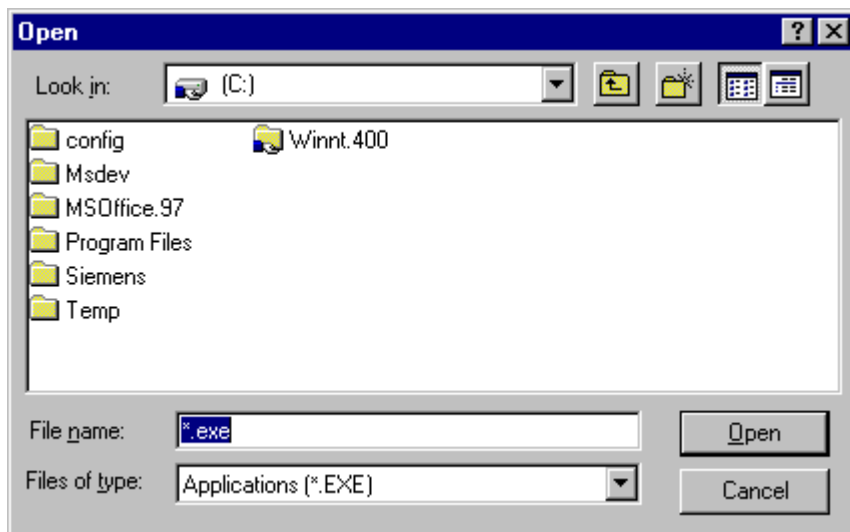 Open
Look in: (C:)
config Winnt.400
Msdev
MSOffice.97
Program Files
Siemens
Temp
File name: *.exe Open
Files of type: Applications (*.EXE) Cancel